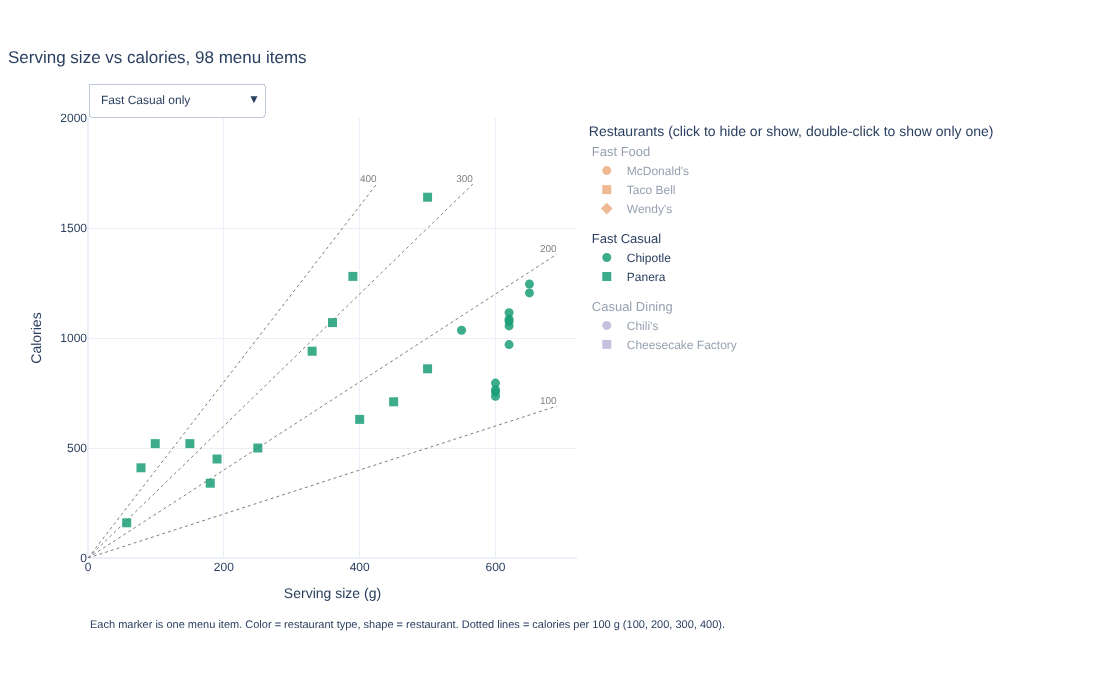 Serving size vs calories, 98 menu items
Fast Casual only ▼
2000
1500
1000
500
0
Calories
400
300
200
100
0 200 400 600
Serving size (g)
Restaurants (click to hide or show, double-click to show only one)
Fast Food
McDonald's
Taco Bell
Wendy's
Fast Casual
Chipotle
Panera
Casual Dining
Chili's
Cheesecake Factory
Each marker is one menu item. Color = restaurant type, shape = restaurant. Dotted lines = calories per 100 g (100, 200, 300, 400).